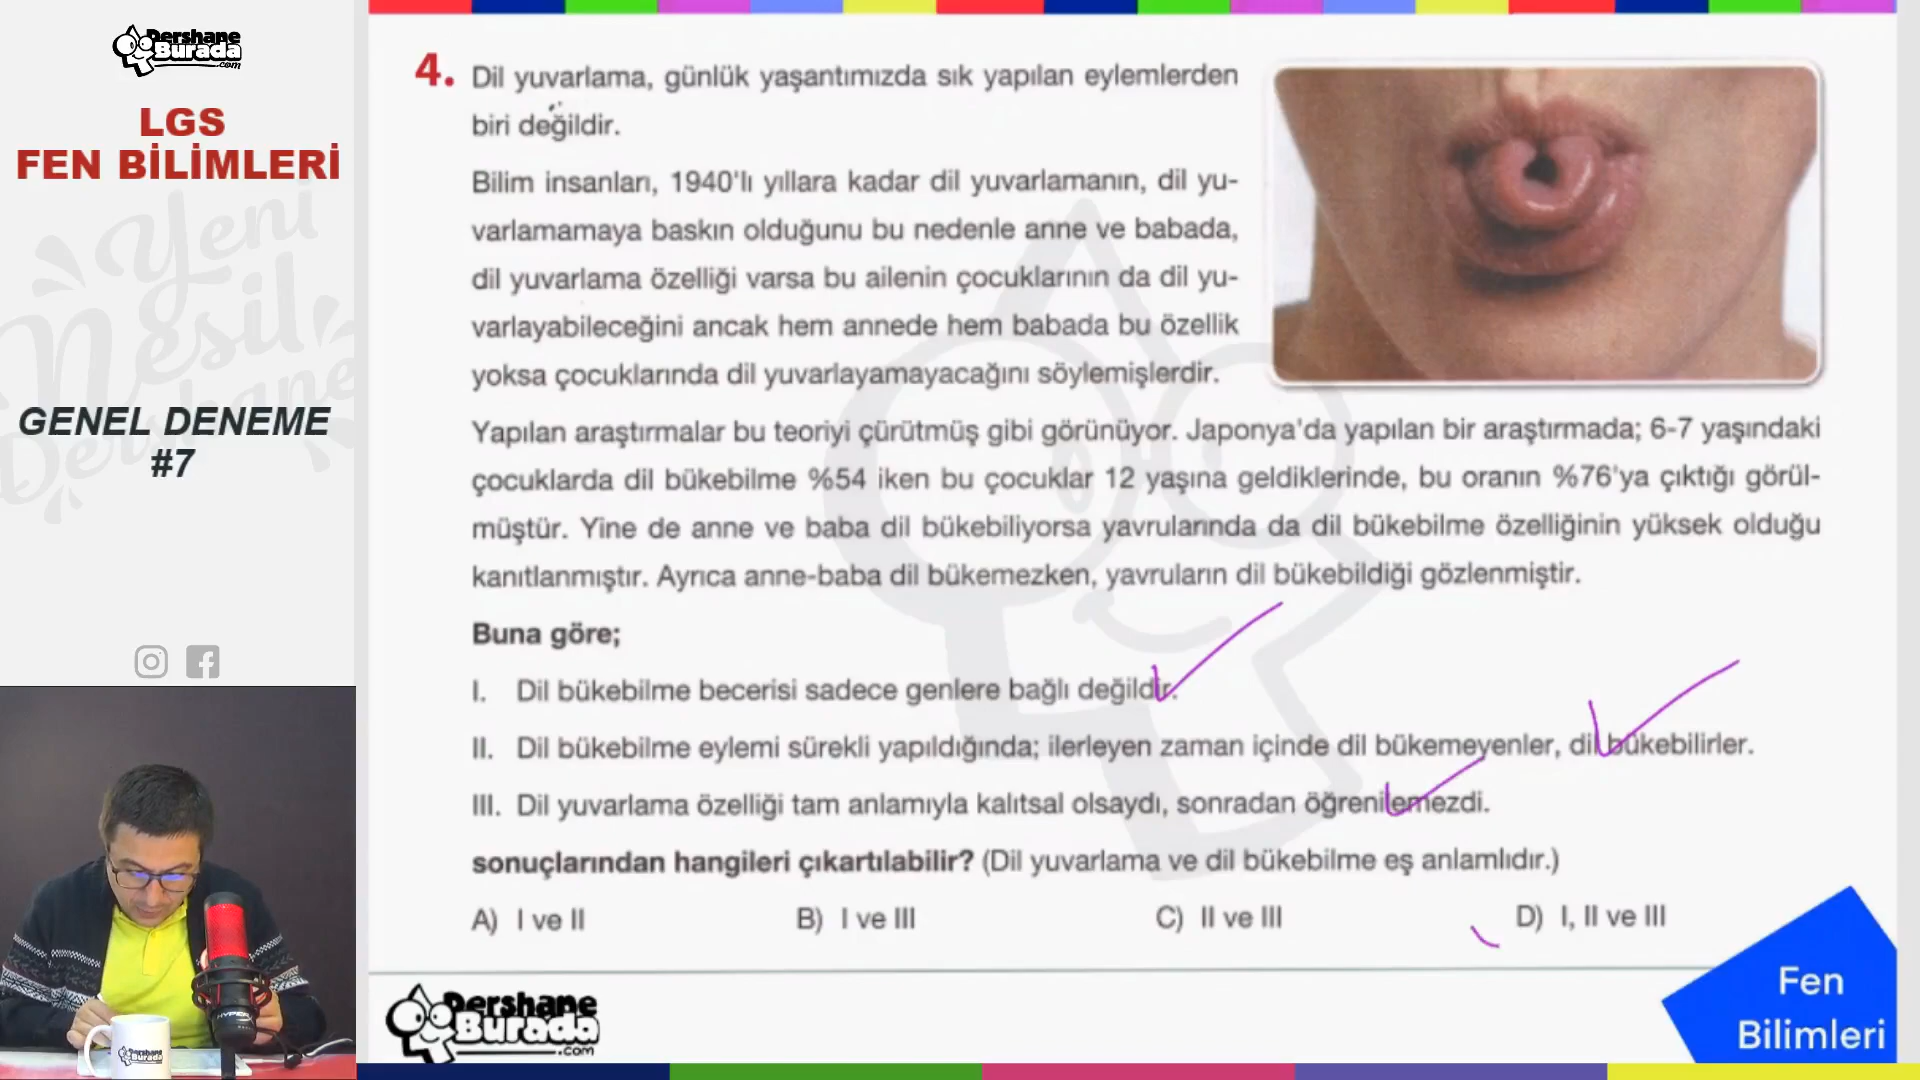 Dershane
Burada
.com
LGS
FEN BİLİMLERİ
Yeni
Nesil
Dershane
GENEL DENEME
#7
4. Dil yuvarlama, günlük yaşantımızda sık yapılan eylemlerden
biri değildir.
Bilim insanları, 1940'lı yıllara kadar dil yuvarlamanın, dil yu-
varlamamaya baskın olduğunu bu nedenle anne ve babada,
dil yuvarlama özelliği varsa bu ailenin çocuklarının da dil yu-
varlayabileceğini ancak hem annede hem babada bu özellik
yoksa çocuklarında dil yuvarlayamayacağını söylemişlerdir.
Yapılan araştırmalar bu teoriyi çürütmüş gibi görünüyor. Japonya'da yapılan bir araştırmada; 6-7 yaşındaki
çocuklarda dil bükebilme %54 iken bu çocuklar 12 yaşına geldiklerinde, bu oranın %76'ya çıktığı görül-
müştür. Yine de anne ve baba dil bükebiliyorsa yavrularında da dil bükebilme özelliğinin yüksek olduğu
kanıtlanmıştır. Ayrıca anne-baba dil bükemezken, yavruların dil bükebildiği gözlenmiştir.
Buna göre;
I. Dil bükebilme becerisi sadece genlere bağlı değildir.
II. Dil bükebilme eylemi sürekli yapıldığında; ilerleyen zaman içinde dil bükemeyenler, dil bükebilirler.
III. Dil yuvarlama özelliği tam anlamıyla kalıtsal olsaydı, sonradan öğrenilemezdi.
sonuçlarından hangileri çıkartılabilir? (Dil yuvarlama ve dil bükebilme eş anlamlıdır.)
A) I ve II B) I ve III C) II ve III D) I, II ve III
Dershane
Burada
.com
Fen
Bilimleri
HYPERX
Dershane
Burada